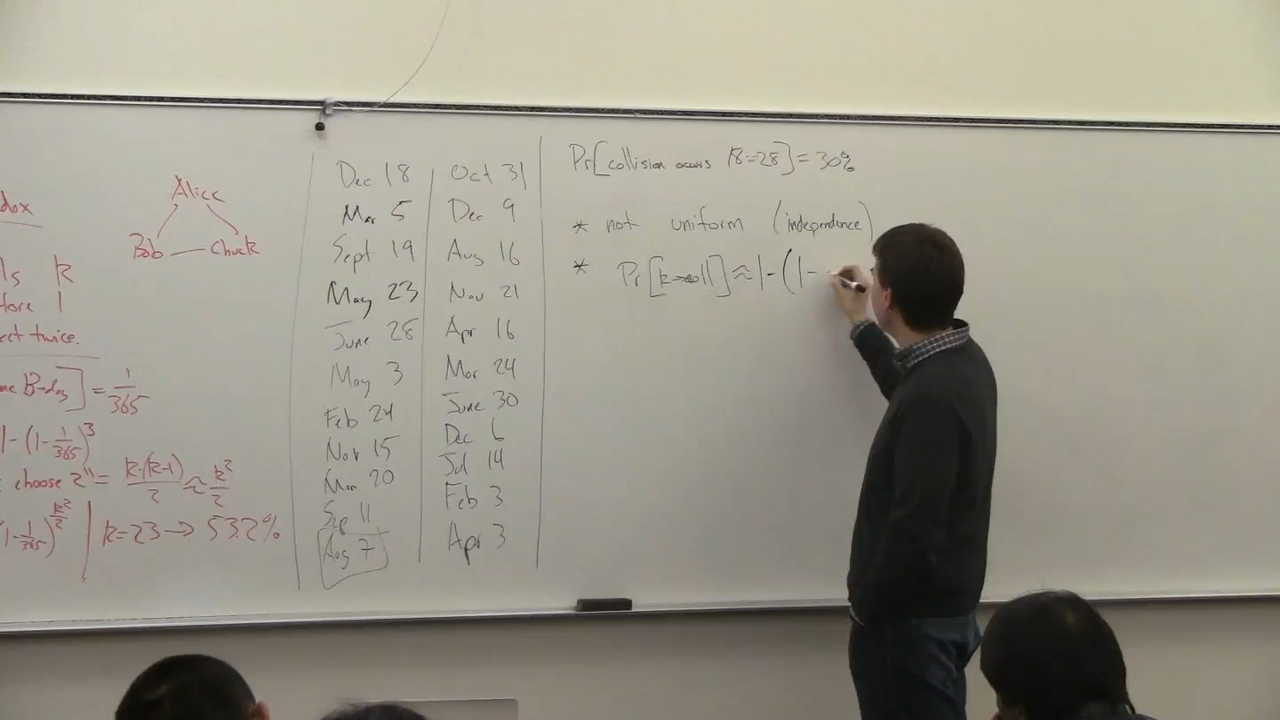 dox
ls k
fore 1
ect twice.
me B-day] = 1/365
1-(1-1/365)^3
choose 2" = k·(k-1)/2 ≈ k²/2
(1-1/365)^(k²/2) | k=23 → 53.2%
Alice
Bob — Chuck
Dec 18
Mar 5
Sept 19
May 23
June 28
May 3
Feb 24
Nov 15
Mar 20
Sep 11
Aug 7
Oct 31
Dec 9
Aug 16
Nov 21
Apr 16
Mar 24
June 30
Dec 6
Jul 14
Feb 3
Apr 3
Pr[collision occurs =28] = 30%
* not uniform (independence)
* Pr[k→coll] ≈ 1-(1-